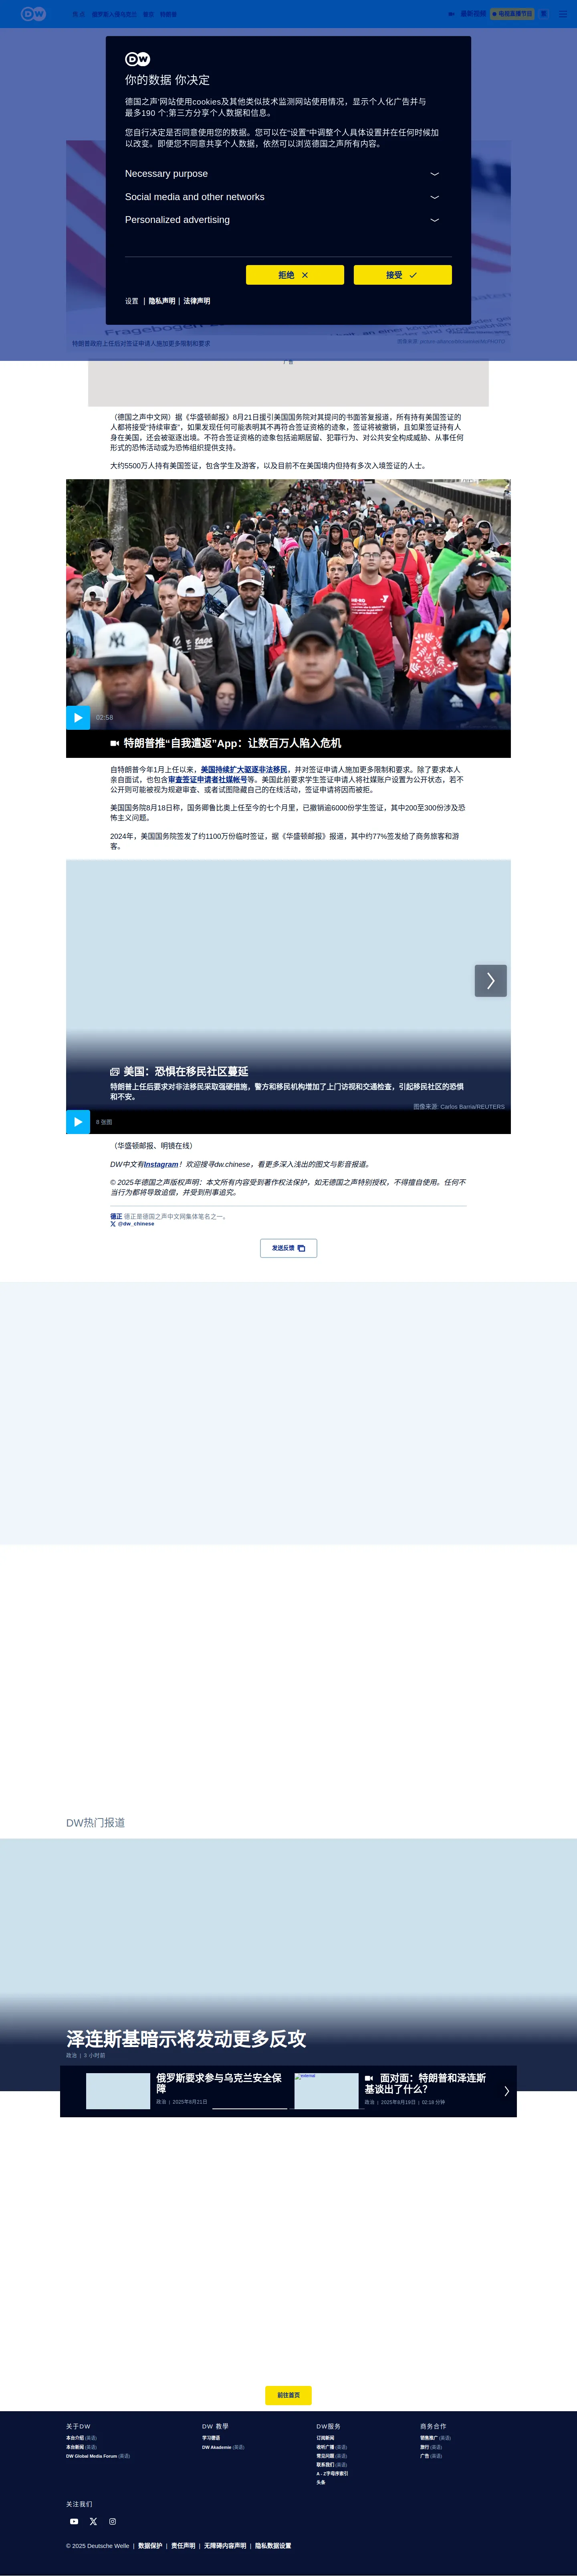 DW
最新视频
电视直播节目
DW
你的数据 你决定
德国之声'网站使用cookies及其他类似技术监测网站使用情况，显示个人化广告并与
最多190 个;第三方分享个人数据和信息。
您自行决定是否同意使用您的数据。您可以在“设置”中调整个人具体设置并在任何时候加
以改变。即使您不同意共享个人数据，依然可以浏览德国之声所有内容。
Necessary purpose
Social media and other networks
Personalized advertising
拒绝
接受
设置 | 隐私声明 | 法律声明
特朗普政府上任后对签证申请人施加更多限制和要求
广告
（德国之声中文网）据《华盛顿邮报》8月21日援引美国国务院对其提问的书面答复报道，所有持有美国签证的
人都将接受“持续审查”，如果发现任何可能表明其不再符合签证资格的迹象，签证将被撤销，且如果签证持有人
身在美国，还会被驱逐出境。不符合签证资格的迹象包括逾期居留、犯罪行为、对公共安全构成威胁、从事任何
形式的恐怖活动或为恐怖组织提供支持。
大约5500万人持有美国签证，包含学生及游客，以及目前不在美国境内但持有多次入境签证的人士。
02:58
特朗普推“自我遣返”App：让数百万人陷入危机
自特朗普今年1月上任以来，美国持续扩大驱逐非法移民，并对签证申请人施加更多限制和要求。除了要求本人
亲自面试，也包含审查签证申请者社媒帐号等。美国此前要求学生签证申请人将社媒账户设置为公开状态，若不
公开则可能被视为规避审查、或者试图隐藏自己的在线活动，签证申请将因而被拒。
美国国务院8月18日称，国务卿鲁比奥上任至今的七个月里，已撤销逾6000份学生签证，其中200至300份涉及恐
怖主义问题。
2024年，美国国务院签发了约1100万份临时签证，据《华盛顿邮报》报道，其中约77%签发给了商务旅客和游
客。
美国：恐惧在移民社区蔓延
特朗普上任后要求对非法移民采取强硬措施，警方和移民机构增加了上门访视和交通检查，引起移民社区的恐惧
和不安。
图像来源: Carlos Barria/REUTERS
8 张图
（华盛顿邮报、明镜在线）
DW中文有Instagram！欢迎搜寻dw.chinese，看更多深入浅出的图文与影音报道。
© 2025年德国之声版权声明：本文所有内容受到著作权法保护，如无德国之声特别授权，不得擅自使用。任何不
当行为都将导致追偿，并受到刑事追究。
德正 德正是德国之声中文网集体笔名之一。
@dw_chinese
发送反馈
DW热门报道
泽连斯基暗示将发动更多反攻
政治 | 3 小时前
俄罗斯要求参与乌克兰安全保
障
政治 | 2025年8月21日
external
面对面：特朗普和泽连斯
基谈出了什么？
政治 | 2025年8月19日 | 02:18 分钟
前往首页
关于DW
本台介绍 (英语)
本台新闻 (英语)
DW Global Media Forum (英语)
DW 教學
学习德语
DW Akademie (英语)
DW服务
订阅新闻
收听广播 (英语)
常见问题 (英语)
联系我们 (英语)
A - Z字母序索引
头条
商务合作
销售推广 (英语)
旅行 (英语)
广告 (英语)
关注我们
© 2025 Deutsche Welle | 数据保护 | 责任声明 | 无障碍内容声明 | 隐私数据设置